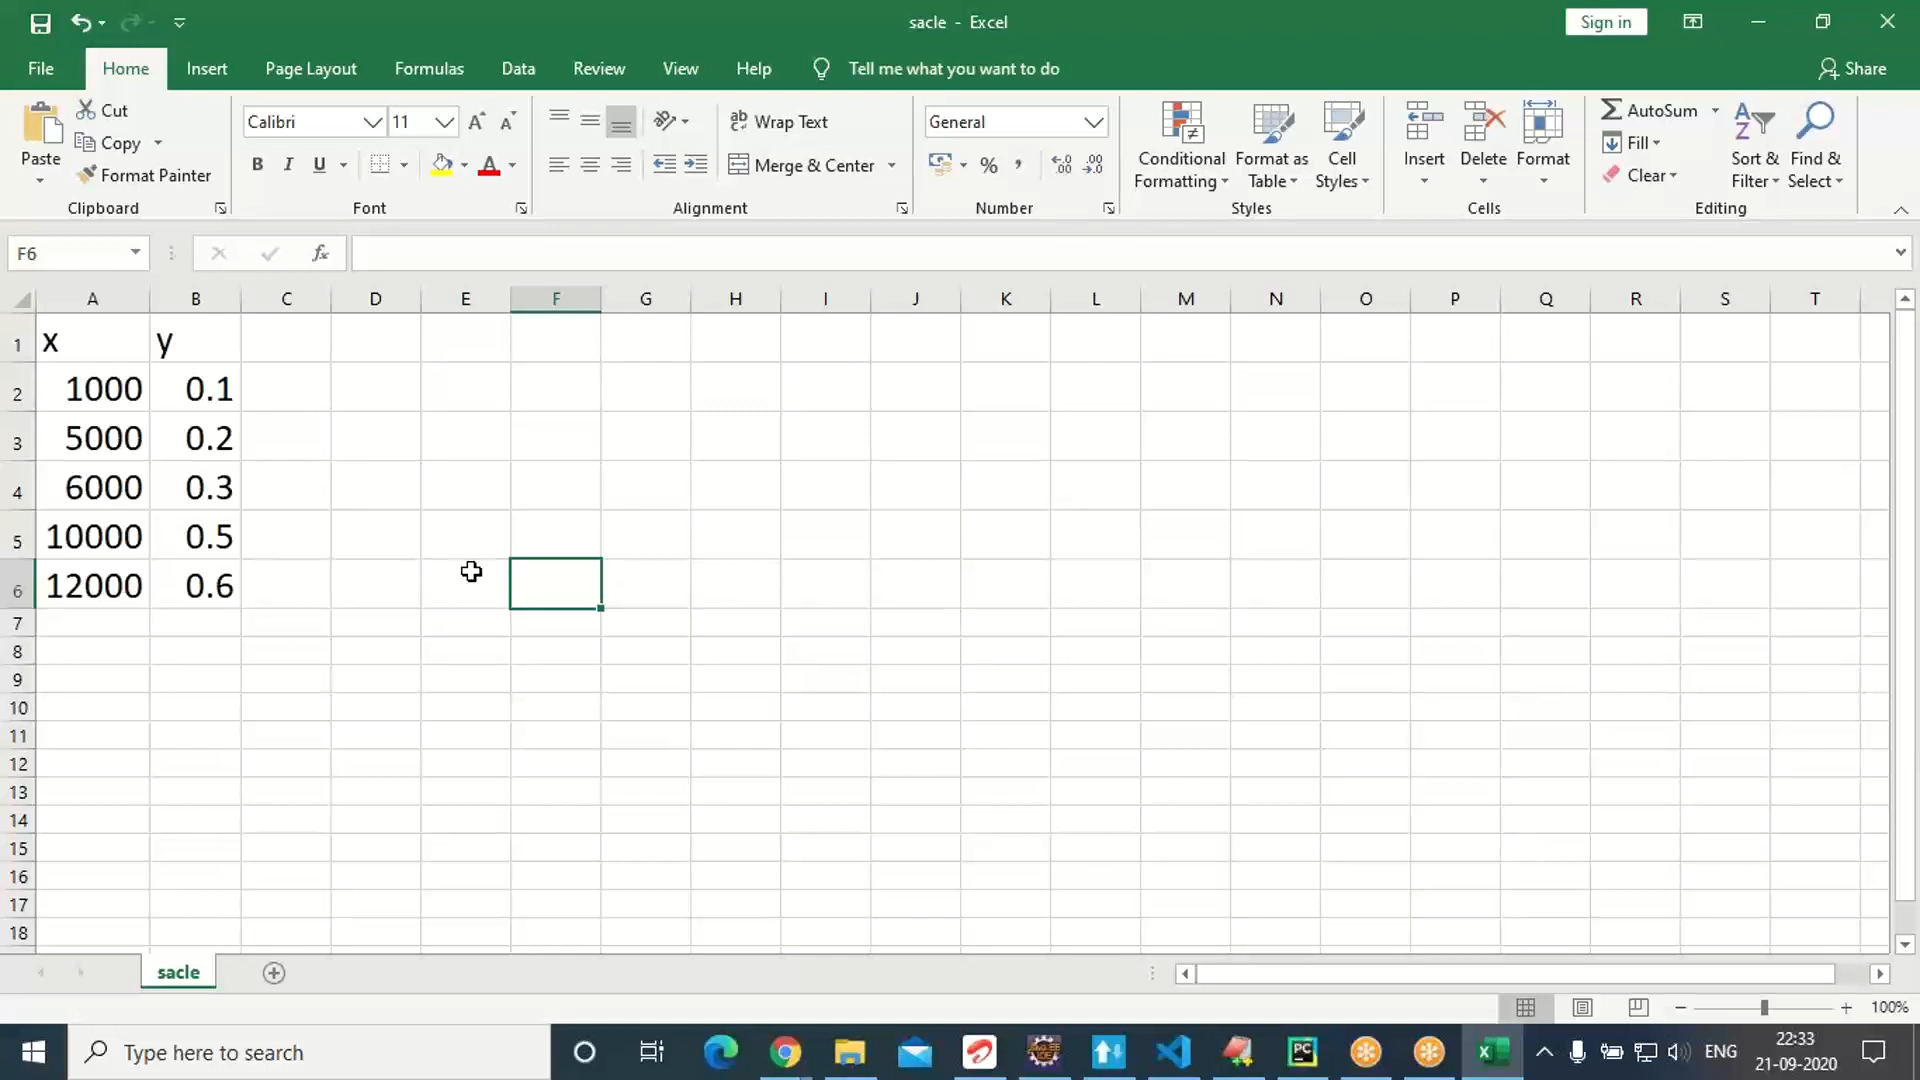 sacle - Excel
Sign in
File Home Insert Page Layout Formulas Data Review View Help Tell me what you want to do Share
Paste
Cut
Copy
Format Painter
Clipboard
Calibri 11
B I U A
Font
ab Wrap Text
Merge & Center
Alignment
General
% ,
Number
Conditional Formatting
Format as Table
Cell Styles
Styles
Insert
Delete
Format
Cells
AutoSum
Fill
Clear
Sort & Filter
Find & Select
Editing
F6 fx
A B C D E F G H I J K L M N O P Q R S T
1 x y
2 1000 0.1
3 5000 0.2
4 6000 0.3
5 10000 0.5
6 12000 0.6
7
8
9
10
11
12
13
14
15
16
17
18
sacle
100%
Type here to search
PC
ENG
22:33
21-09-2020